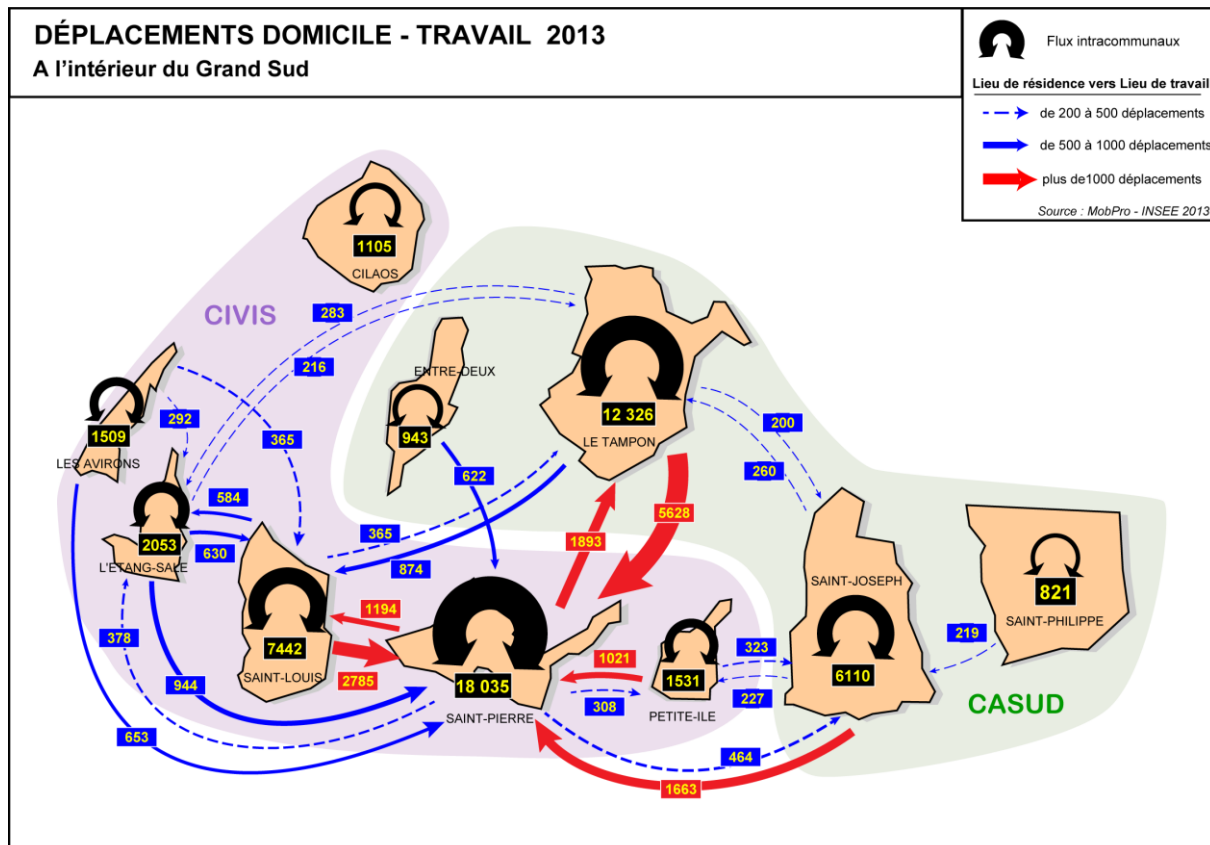 DÉPLACEMENTS DOMICILE - TRAVAIL 2013
A l'intérieur du Grand Sud
Flux intracommunaux
Lieu de résidence vers Lieu de travail
de 200 à 500 déplacements
de 500 à 1000 déplacements
plus de1000 déplacements
Source : MobPro - INSEE 2013
1105
CILAOS
CIVIS
283
216
ENTRE-DEUX
943
12 326
LE TAMPON
200
260
292
365
1509
LES AVIRONS
622
584
2053
630
L'ETANG-SALE
365
874
5628
1893
SAINT-JOSEPH
821
SAINT-PHILIPPE
219
1194
7442
SAINT-LOUIS
2785
378
944
653
18 035
SAINT-PIERRE
1021
308
1531
PETITE-ILE
323
227
6110
CASUD
464
1663